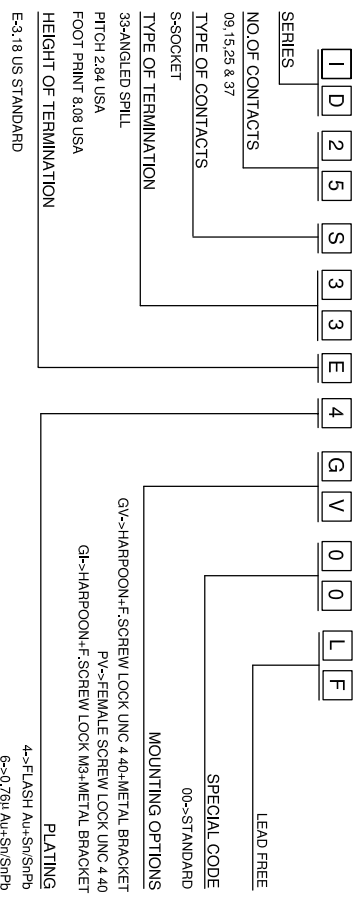 I D 2 5 S 3 3 E 4 G V 0 0 L F
SERIES
NO.OF CONTACTS
09,15,25 & 37
TYPE OF CONTACTS
S-SOCKET
TYPE OF TERMINATION
33-ANGLED SPILL
PITCH 2.84 USA
FOOT PRINT 8.08 USA
HEIGHT OF TERMINATION
E-3.18 US STANDARD
LEAD FREE
SPECIAL CODE
00->STANDARD
MOUNTING OPTIONS
GV->HARPOON+F.SCREW LOCK UNC 4 40+METAL BRACKET
PV->FEMALE SCREW LOCK UNC 4 40
GI->HARPOON+F.SCREW LOCK M3+METAL BRACKET
PLATING
4->FLASH Au+Sn/SnPb
6->0,76µ Au+Sn/SnPb